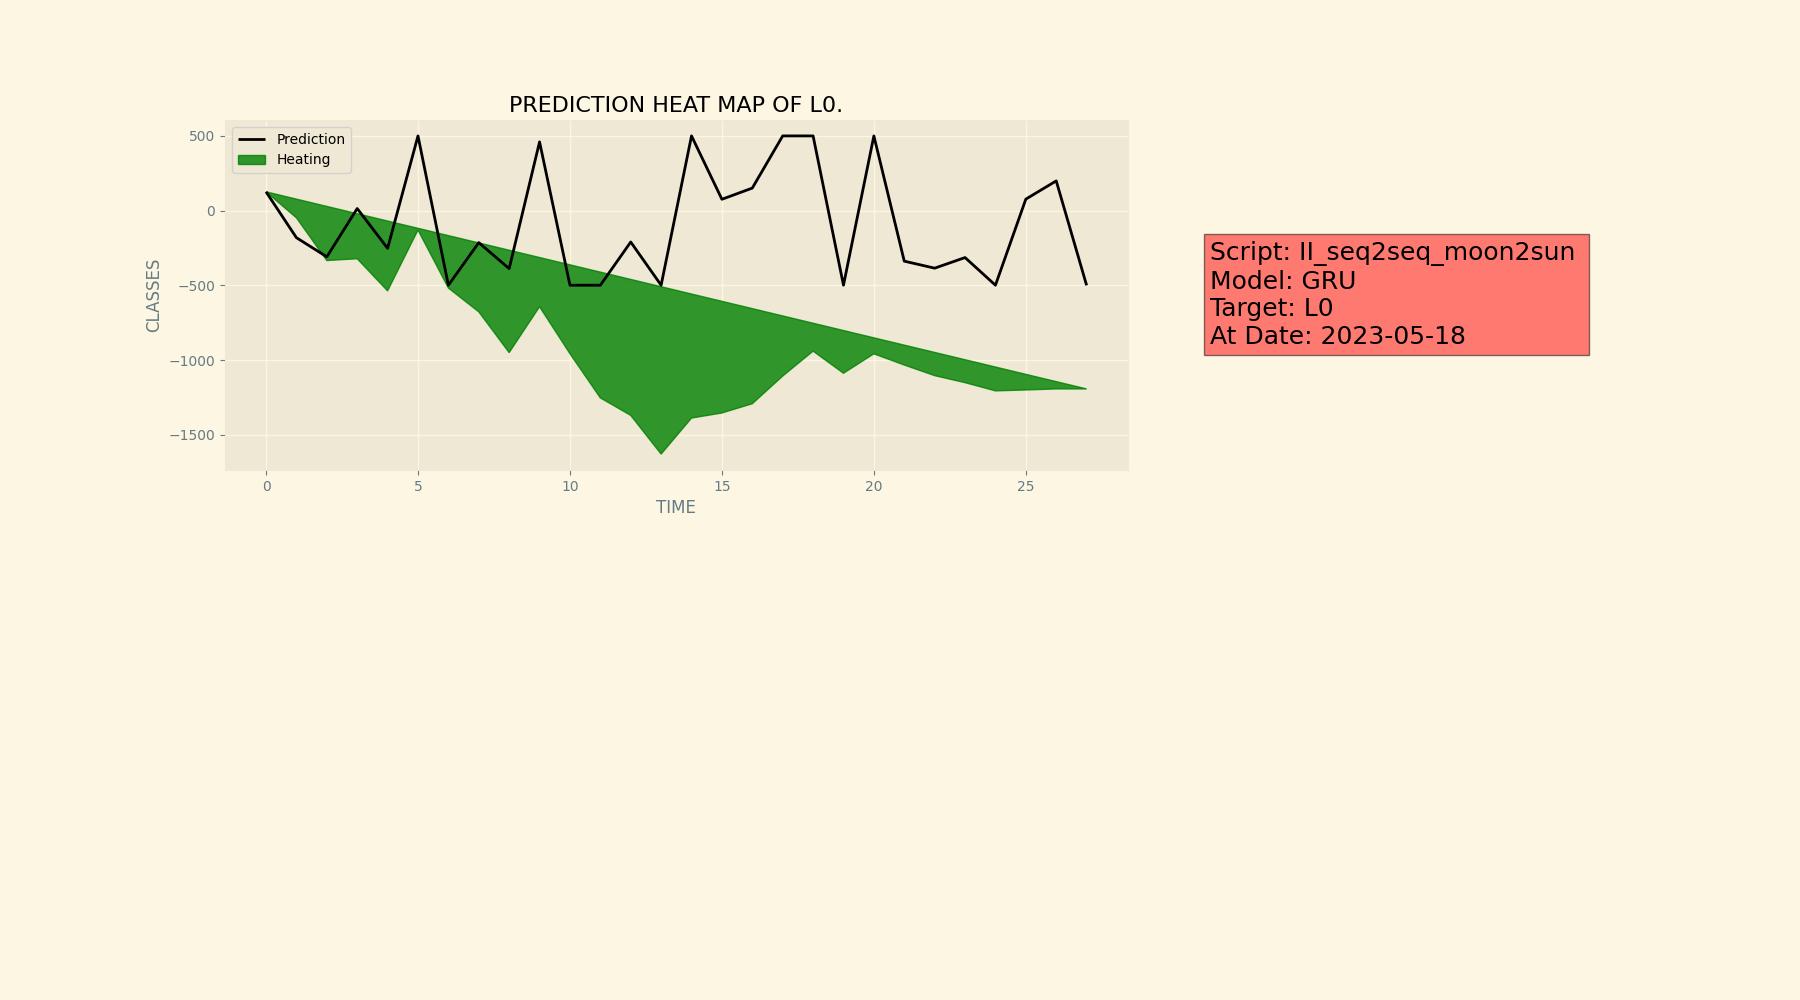 PREDICTION HEAT MAP OF L0.
Prediction
Heating
500
0
−500
−1000
−1500
CLASSES
0 5 10 15 20 25
TIME
Script: II_seq2seq_moon2sun
Model: GRU
Target: L0
At Date: 2023-05-18